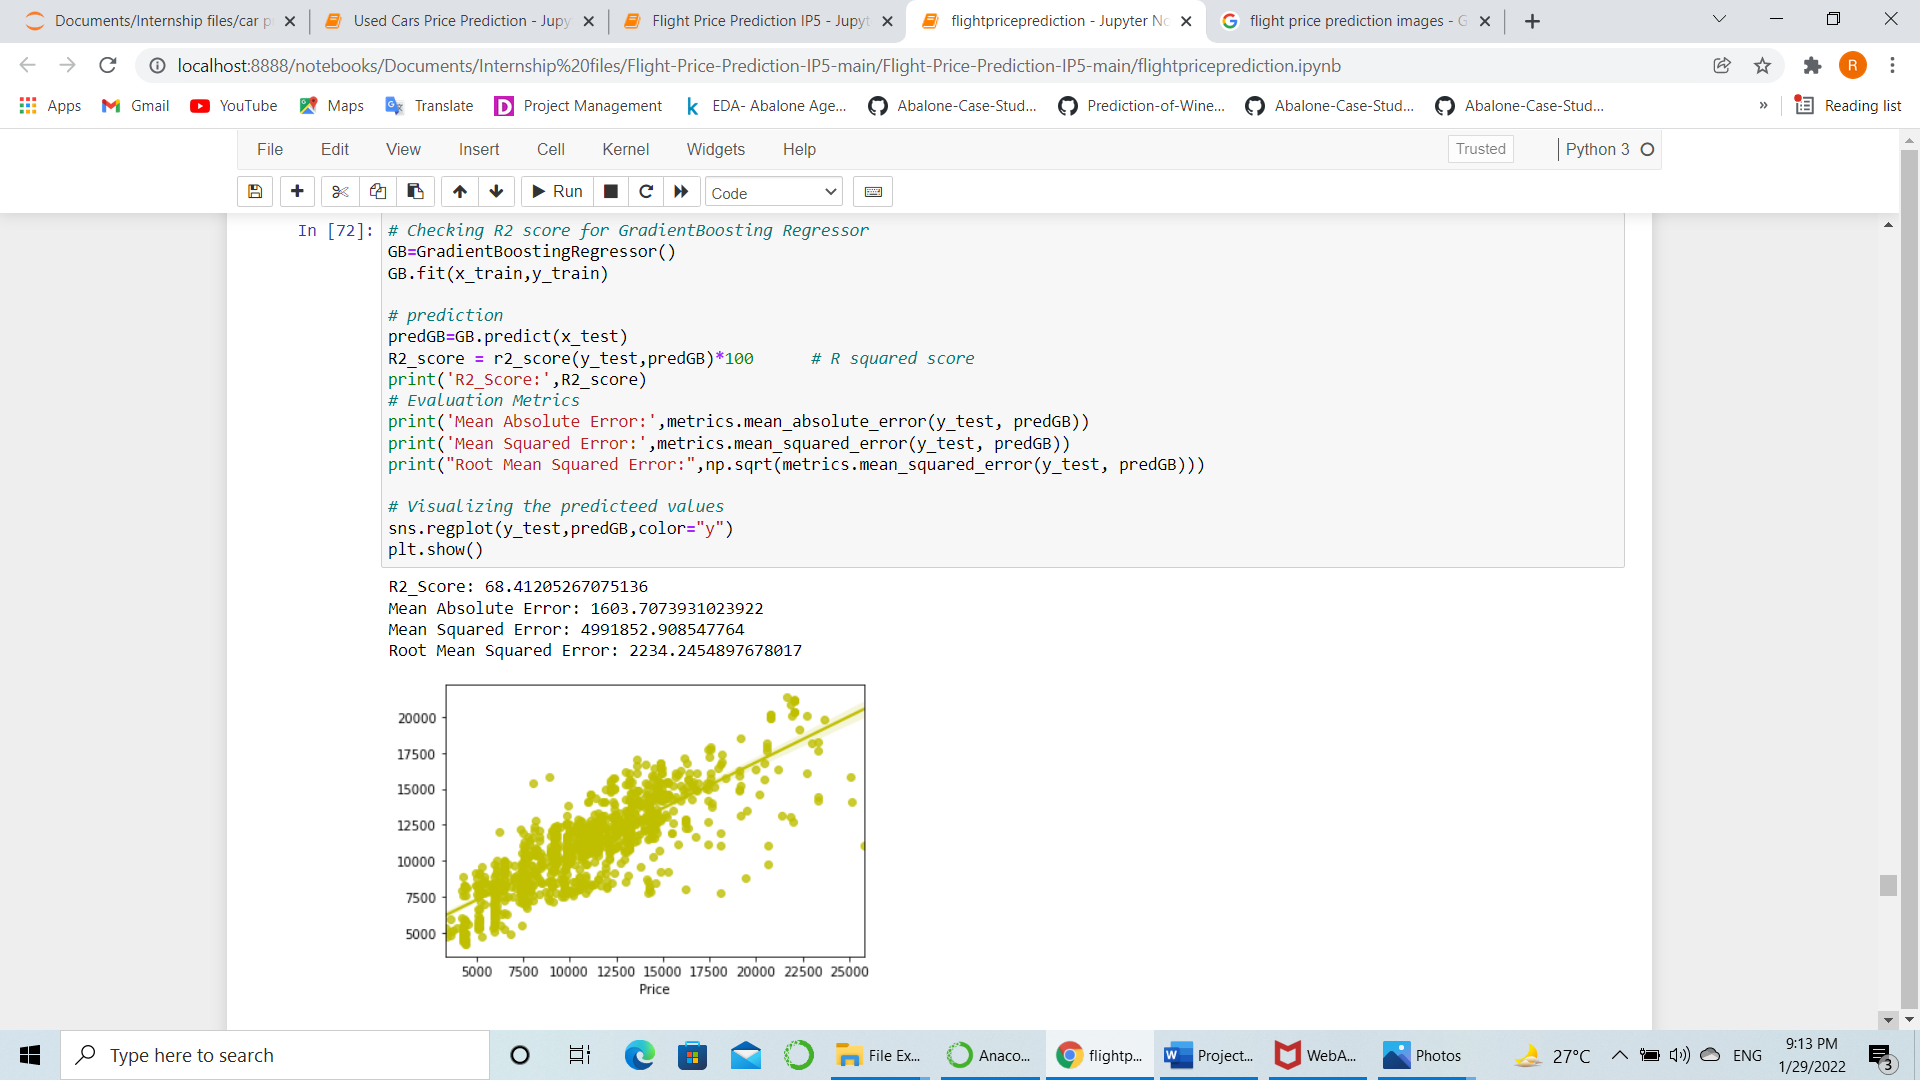 Documents/Internship files/car p
Used Cars Price Prediction - Jupy
Flight Price Prediction IP5 - Jupyt
flightpriceprediction - Jupyter No
flight price prediction images - G
localhost:8888/notebooks/Documents/Internship%20files/Flight-Price-Prediction-IP5-main/Flight-Price-Prediction-IP5-main/flightpriceprediction.ipynb
R
Apps
Gmail
YouTube
Maps
Translate
Project Management
EDA- Abalone Age...
Abalone-Case-Stud...
Prediction-of-Wine...
Abalone-Case-Stud...
Abalone-Case-Stud...
»
Reading list
File Edit View Insert Cell Kernel Widgets Help
Trusted
Python 3
Run
Code
In [72]:
# Checking R2 score for GradientBoosting Regressor
GB=GradientBoostingRegressor()
GB.fit(x_train,y_train)
# prediction
predGB=GB.predict(x_test)
R2_score = r2_score(y_test,predGB)*100      # R squared score
print('R2_Score:',R2_score)
# Evaluation Metrics
print('Mean Absolute Error:',metrics.mean_absolute_error(y_test, predGB))
print('Mean Squared Error:',metrics.mean_squared_error(y_test, predGB))
print("Root Mean Squared Error:",np.sqrt(metrics.mean_squared_error(y_test, predGB)))
# Visualizing the predicteed values
sns.regplot(y_test,predGB,color="y")
plt.show()
R2_Score: 68.41205267075136
Mean Absolute Error: 1603.7073931023922
Mean Squared Error: 4991852.908547764
Root Mean Squared Error: 2234.2454897678017
20000
17500
15000
12500
10000
7500
5000
5000 7500 10000 12500 15000 17500 20000 22500 25000
Price
Type here to search
File Ex...
Anaco...
flightp...
Project...
WebA...
Photos
27°C
ENG
9:13 PM
1/29/2022
3